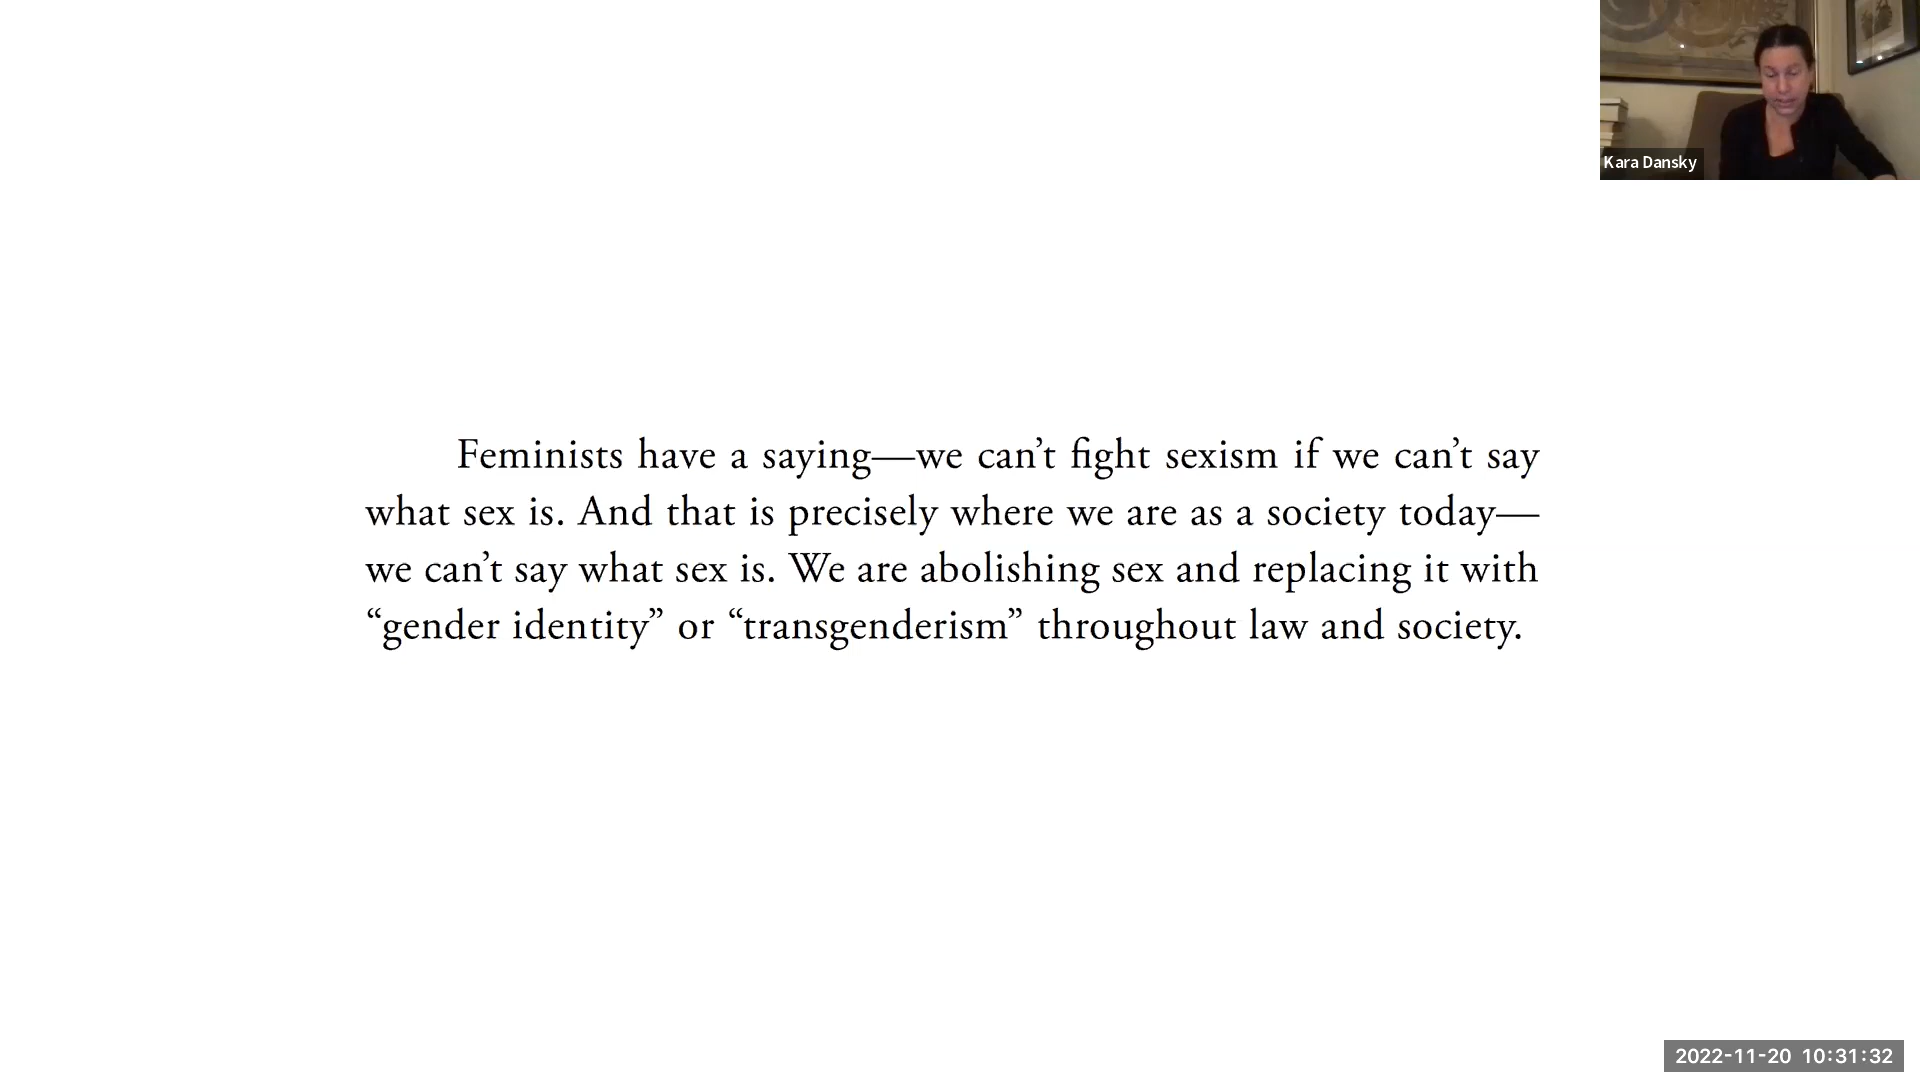 Kara Dansky
Feminists have a saying—we can’t fight sexism if we can’t say
what sex is. And that is precisely where we are as a society today—
we can’t say what sex is. We are abolishing sex and replacing it with
“gender identity” or “transgenderism” throughout law and society.
2022-11-20 10:31:32